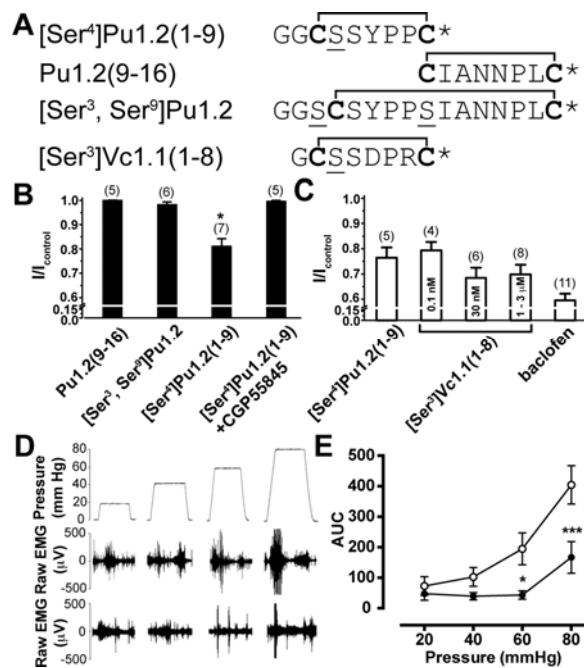 A
[Ser⁴]Pu1.2(1-9) GGCSSYPPC*
Pu1.2(9-16) CIANNPLC*
[Ser³, Ser⁹]Pu1.2 GGSCSYPPSIANNPLC*
[Ser³]Vc1.1(1-8) GCSSDPRC*
B
I/Icontrol
1.0
0.8
0.6
0.15
0.0
(5)
(6)
*
(7)
(5)
Pu1.2(9-16)
[Ser³, Ser⁹]Pu1.2
[Ser⁴]Pu1.2(1-9)
[Ser⁴]Pu1.2(1-9)
+CGP55845
C
I/Icontrol
1.0
0.9
0.8
0.7
0.6
0.15
0.0
(5)
(4)
(6)
(8)
(11)
0.1 nM
30 nM
1 - 3 µM
[Ser⁴]Pu1.2(1-9)
[Ser³]Vc1.1(1-8)
baclofen
D
Pressure
(mm Hg)
80
60
40
20
0
Raw EMG
(µV)
500
0
-500
Raw EMG
(µV)
500
0
-500
E
AUC
500
400
300
200
100
0
*
***
20 40 60 80
Pressure (mmHg)